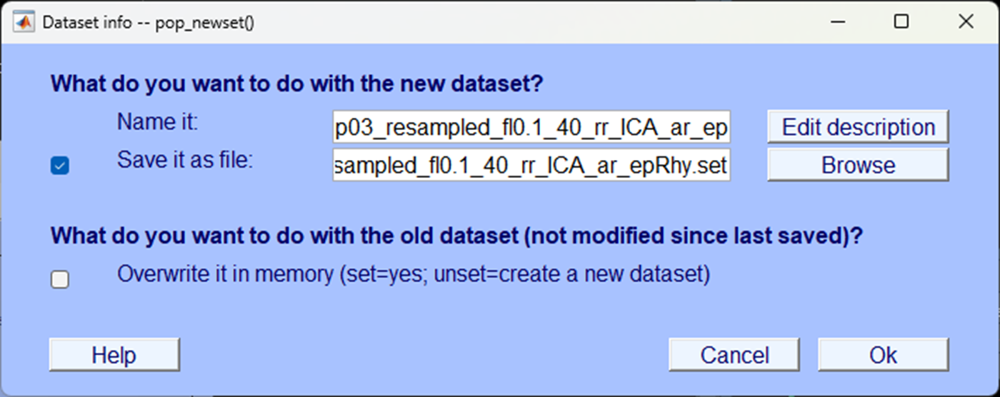 Dataset info -- pop_newset()
What do you want to do with the new dataset?
Name it: p03_resampled_fl0.1_40_rr_ICA_ar_ep Edit description
Save it as file: sampled_fl0.1_40_rr_ICA_ar_epRhy.set Browse
What do you want to do with the old dataset (not modified since last saved)?
Overwrite it in memory (set=yes; unset=create a new dataset)
Help Cancel Ok